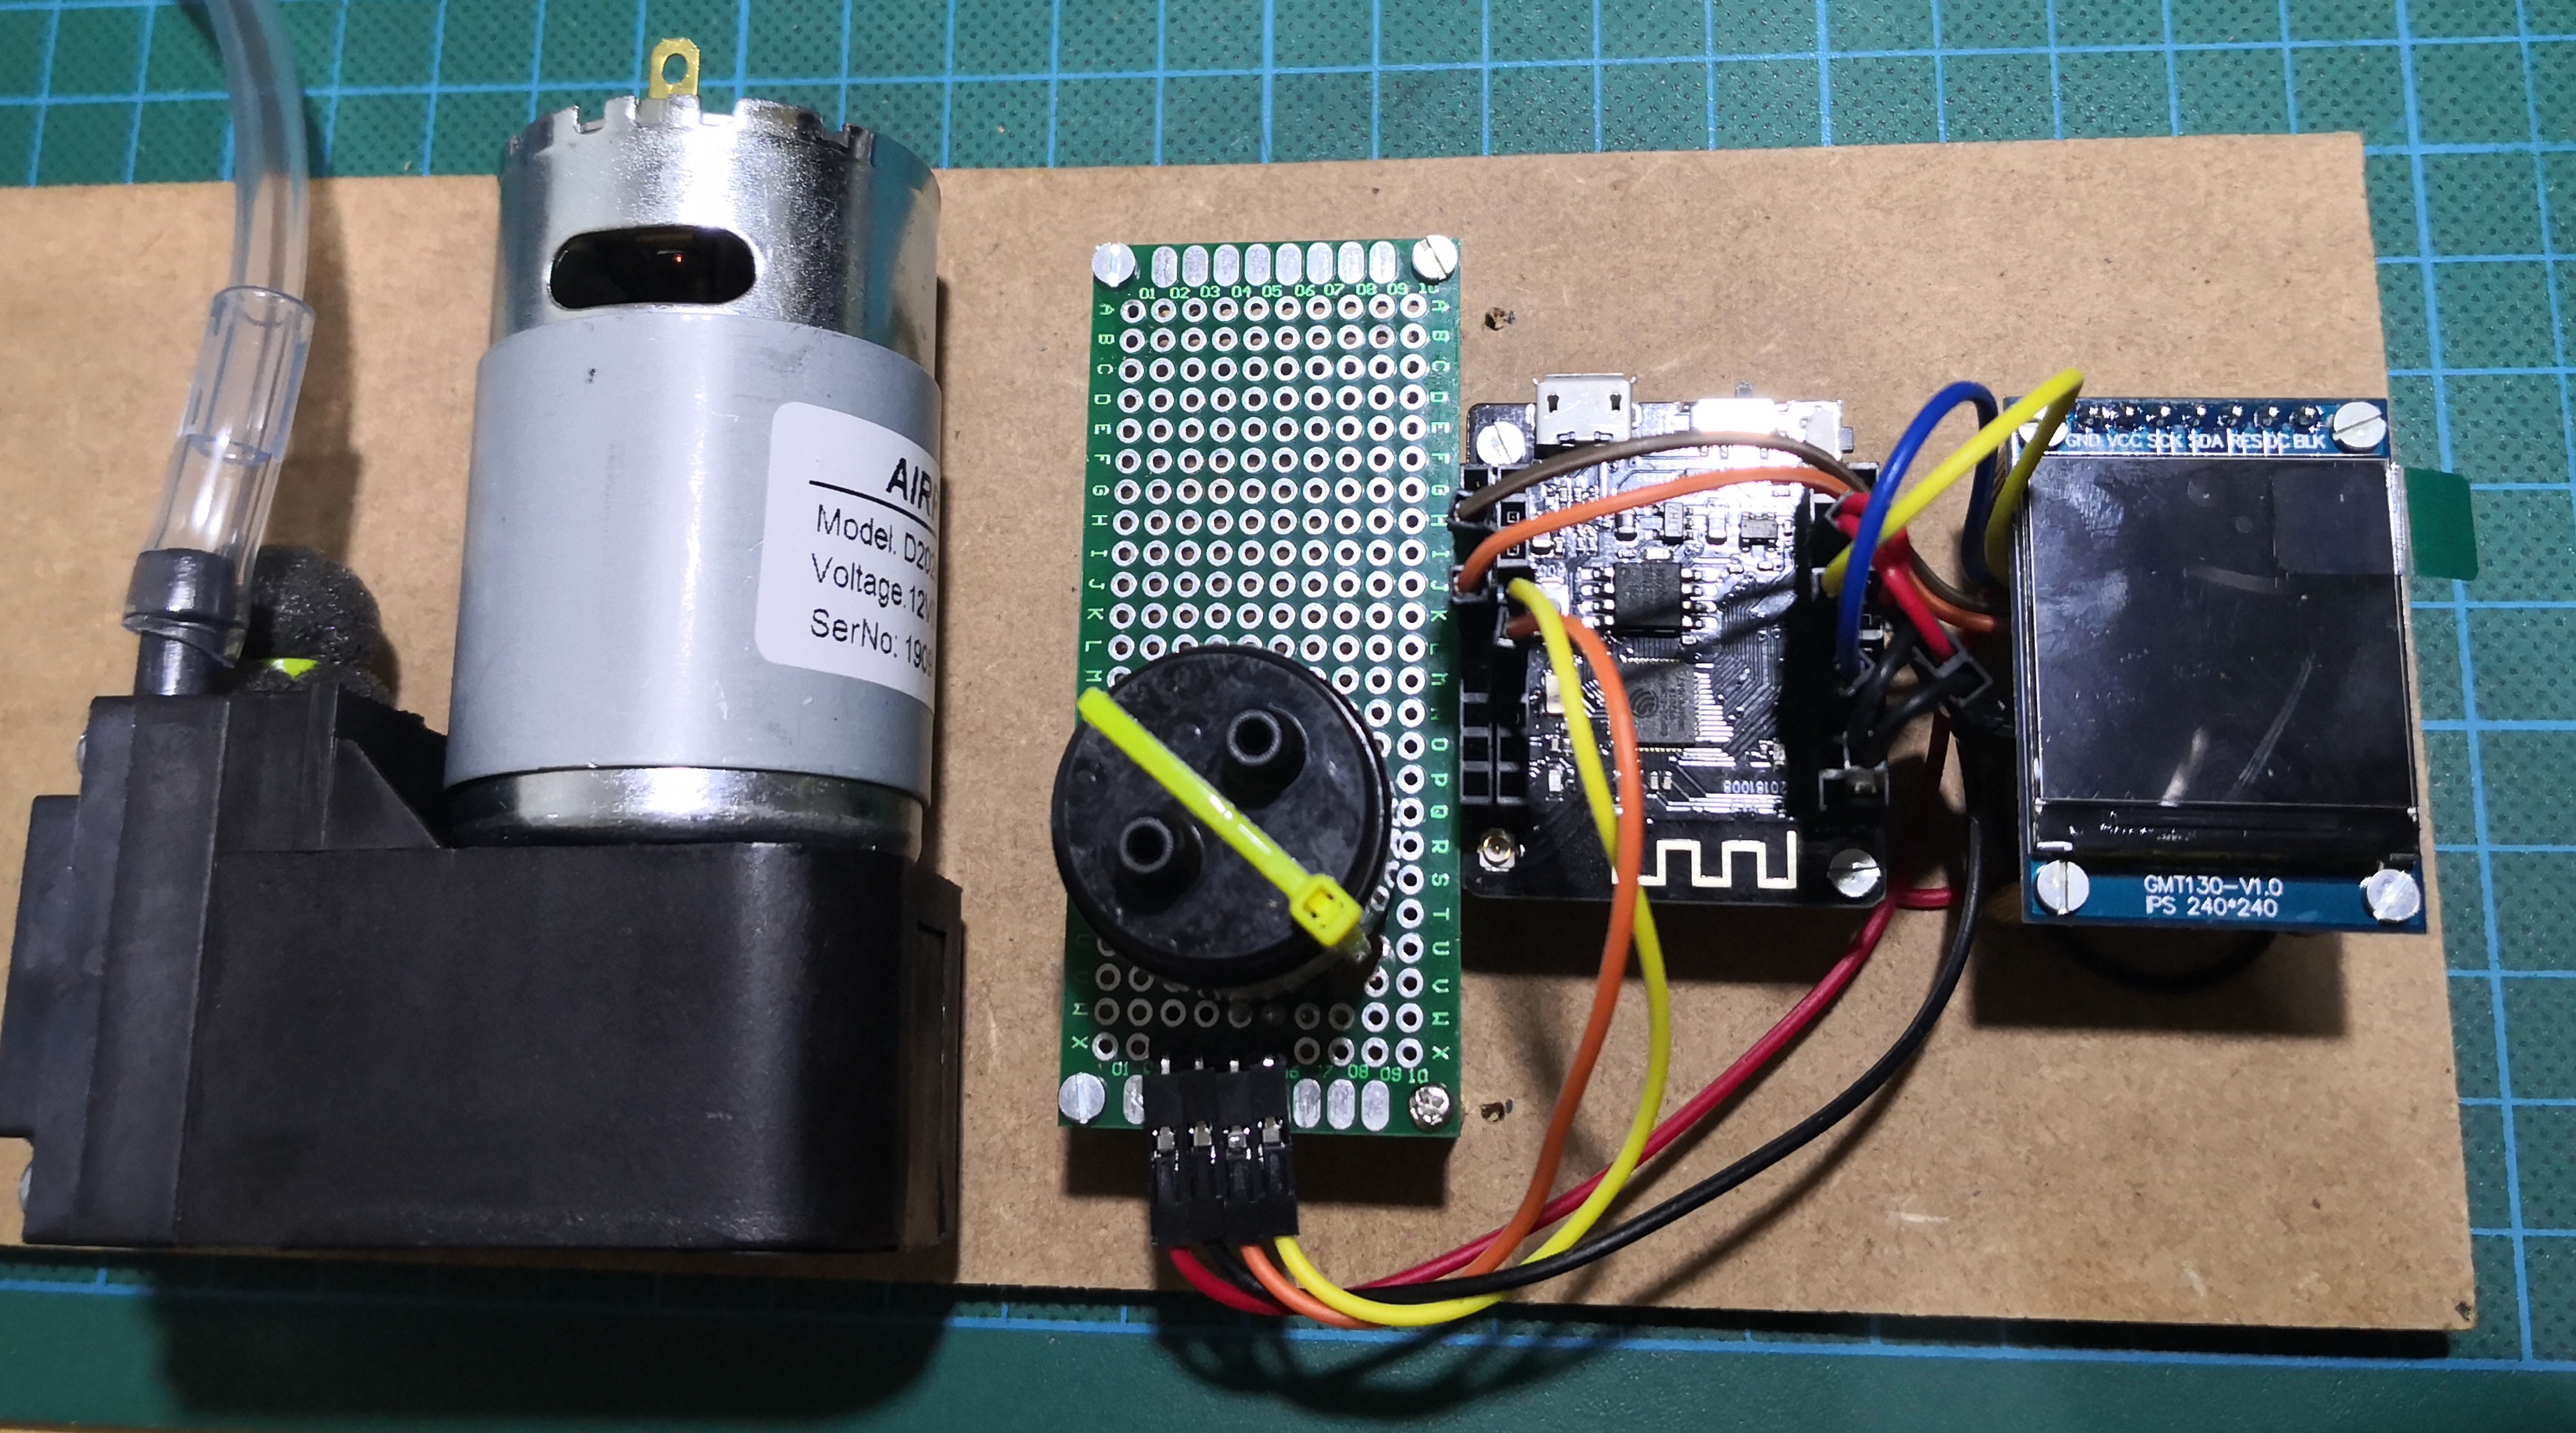 AIR
Model. D202
Voltage.12V
SerNo: 190
01 02 03 04 05 06 07 08 09 10
A A
B B
C C
D D
E E
F F
G G
H H
I I
J J
K K
L L
M M
N
O
P
Q
R
S
T
U U
V V
W W
X X
01 08 09 10
20181008
GND VCC SCK SDA RES DC BLK
GMT130-V1.0
IPS 240*240